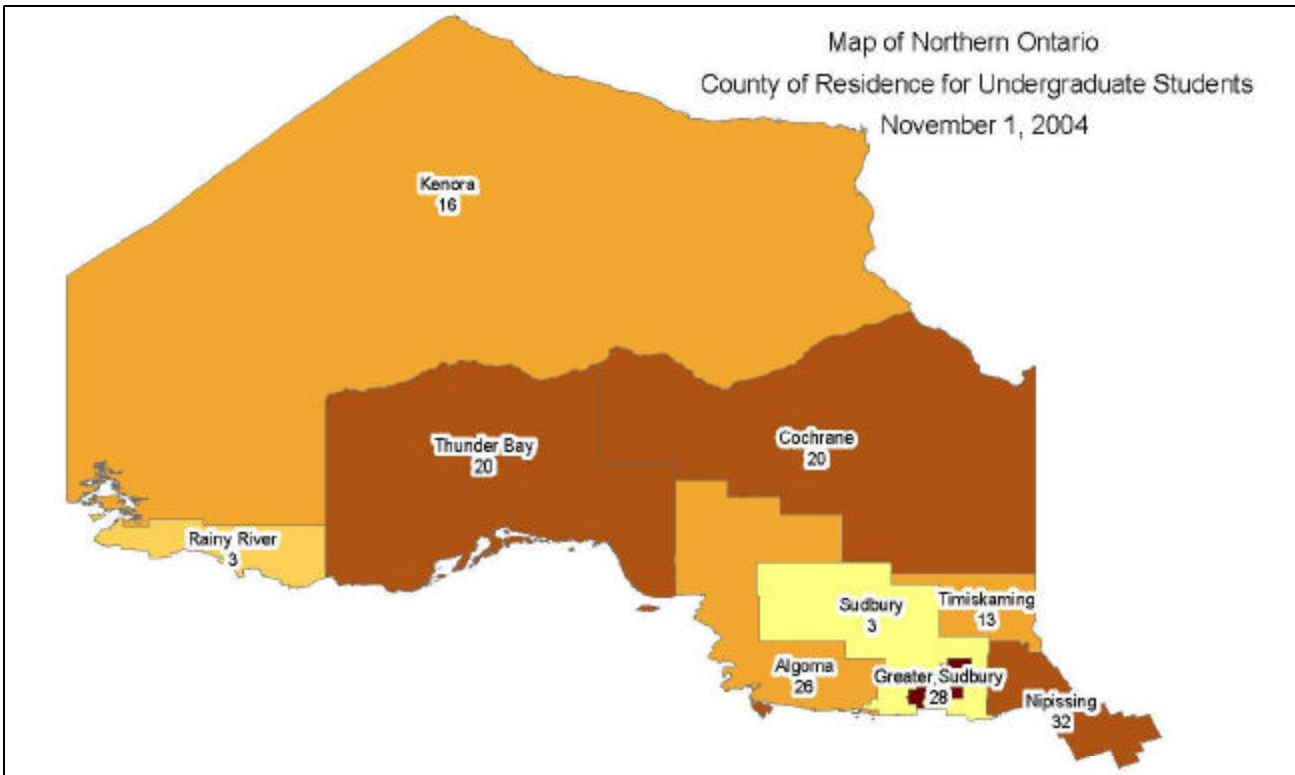 Map of Northern Ontario
County of Residence for Undergraduate Students
November 1, 2004
Kenora
16
Thunder Bay
20
Cochrane
20
Rainy River
3
Sudbury
3
Timiskaming
13
Algoma
26
Greater Sudbury
28
Nipissing
32